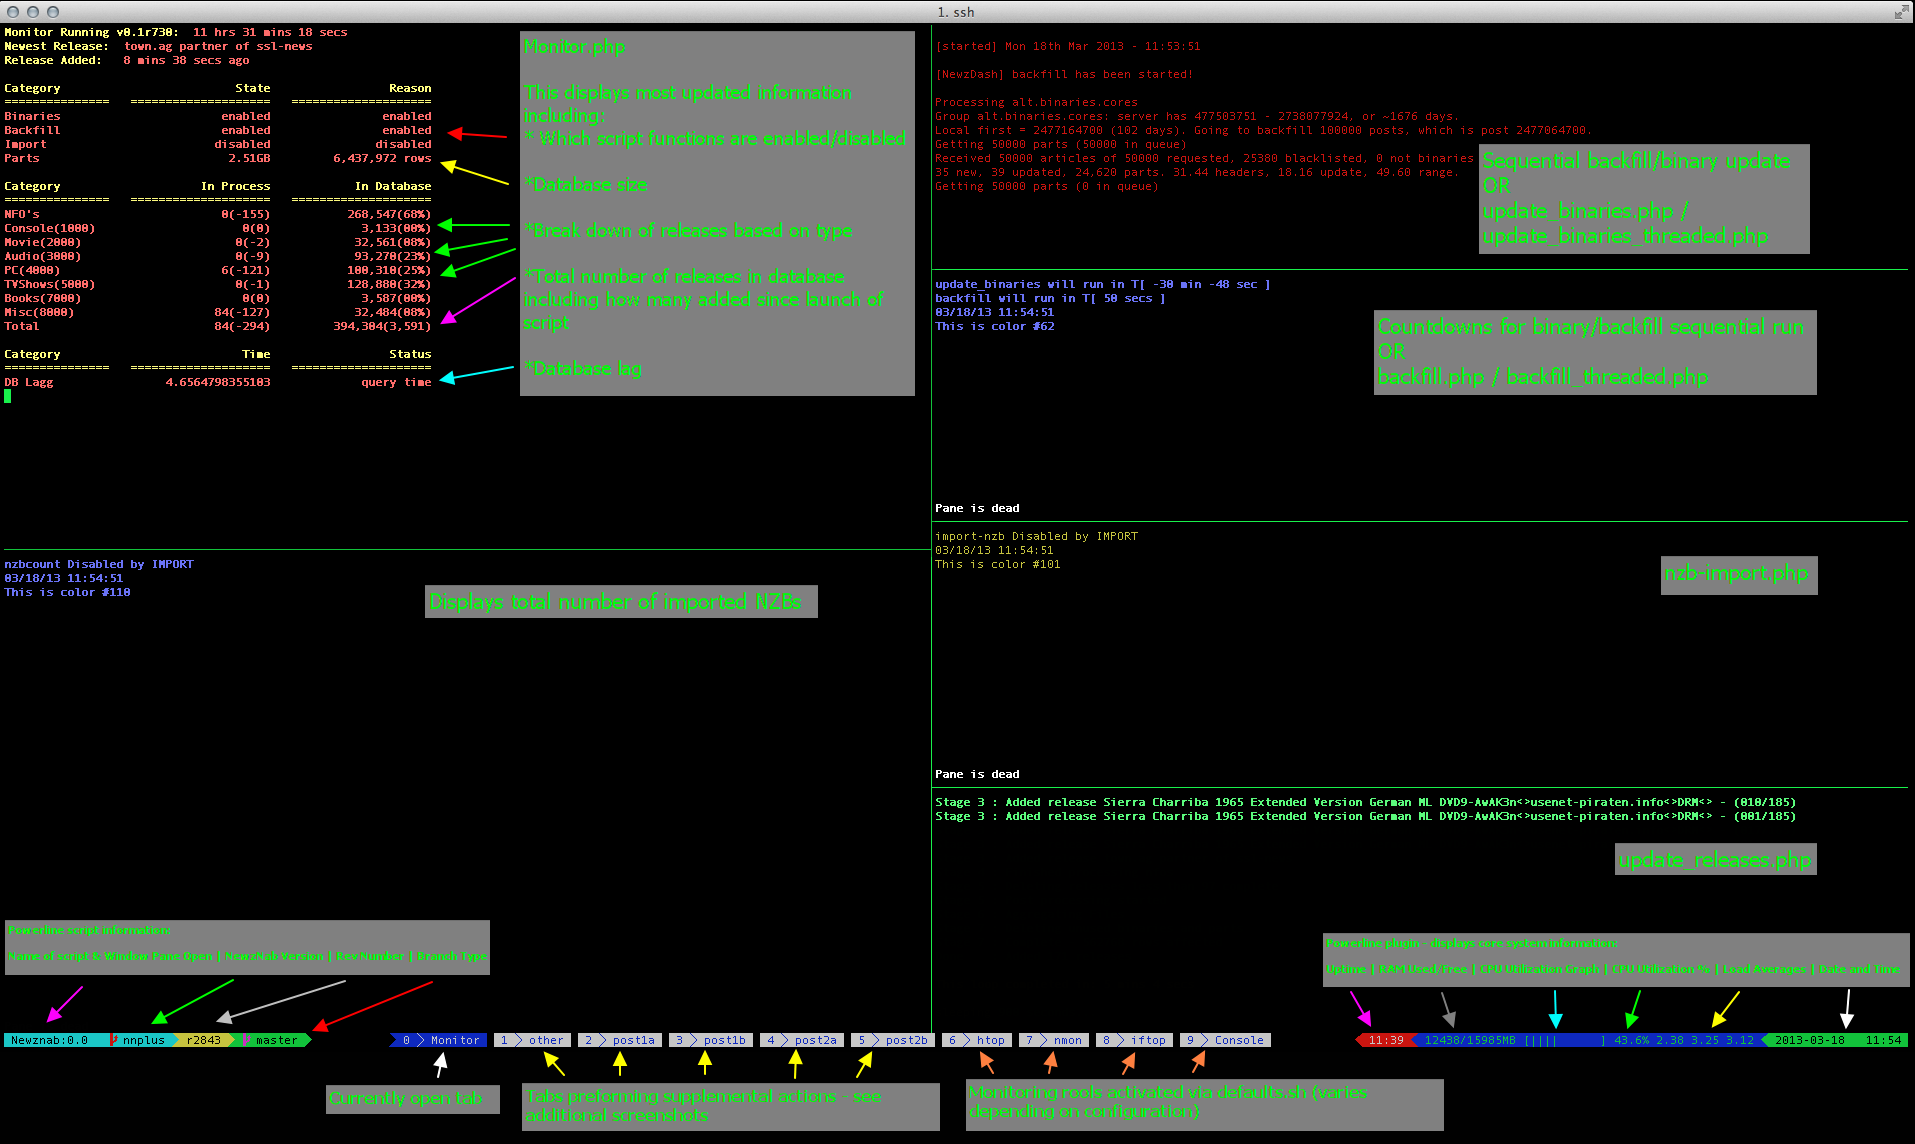 1. ssh
Monitor Running v0.1r730:  11 hrs 31 mins 18 secs
Newest Release:  town.ag partner of ssl-news
Release Added:   8 mins 38 secs ago
Category State Reason
=============== ==================== ====================
Binaries enabled enabled
Backfill enabled enabled
Import disabled disabled
Parts 2.51GB 6,437,972 rows
Category In Process In Database
=============== ==================== ====================
NFO's 0(-155) 268,547(68%)
Console(1000) 0(0) 3,133(00%)
Movie(2000) 0(-2) 32,561(08%)
Audio(3000) 0(-9) 93,270(23%)
PC(4000) 6(-121) 100,310(25%)
TVShows(5000) 0(-1) 128,880(32%)
Books(7000) 0(0) 3,587(00%)
Misc(8000) 84(-127) 32,484(08%)
Total 84(-294) 394,304(3,591)
Category Time Status
=============== ==================== ====================
DB Lagg 4.6564798355103 query time
Monitor.php
This displays most updated information
including:
* Which script functions are enabled/disabled
*Database size
*Break down of releases based on type
*Total number of releases in database
including how many added since launch of
script
*Database lag
[started] Mon 18th Mar 2013 - 11:53:51
[NewzDash] backfill has been started!
Processing alt.binaries.cores
Group alt.binaries.cores: server has 477503751 - 2738077924, or ~1676 days.
Local first = 2477164700 (102 days). Going to backfill 100000 posts, which is post 2477064700.
Getting 50000 parts (50000 in queue)
Received 50000 articles of 50000 requested, 25380 blacklisted, 0 not binaries
35 new, 39 updated, 24,620 parts. 31.44 headers, 18.16 update, 49.60 range.
Getting 50000 parts (0 in queue)
Sequential backfill/binary update
OR
update_binaries.php /
update_binaries_threaded.php
update_binaries will run in T[ -30 min -48 sec ]
backfill will run in T[ 50 secs ]
03/18/13 11:54:51
This is color #62
Countdowns for binary/backfill sequential run
OR
backfill.php / backfill_threaded.php
Pane is dead
nzbcount Disabled by IMPORT
03/18/13 11:54:51
This is color #110
Displays total number of imported NZBs
import-nzb Disabled by IMPORT
03/18/13 11:54:51
This is color #101
nzb-import.php
Pane is dead
Stage 3 : Added release Sierra Charriba 1965 Extended Version German ML DVD9-AwAK3n<>usenet-piraten.info<>DRM<> - (010/185)
Stage 3 : Added release Sierra Charriba 1965 Extended Version German ML DVD9-AwAK3n<>usenet-piraten.info<>DRM<> - (001/185)
update_releases.php
Powerline script information:
Name of script & Window Pane Open | NewzNab Version | Rev Number | Branch Type
Powerline plugin - displays core system information:
Uptime | RAM Used/Free | CPU Utilization Graph | CPU Utilization % | Load Averages | Date and Time
Newznab:0.0 nnplus r2843 master 0 Monitor 1 other 2 post1a 3 post1b 4 post2a 5 post2b 6 htop 7 nmon 8 iftop 9 Console 11:39 12438/15985MB [|||| ] 43.6% 2.38 3.25 3.12 2013-03-18 11:54
Currently open tab
Tabs preforming supplemental actions - see
additional screenshots
Monitoring rools activated via defaults.sh (varies
depending on configuration)